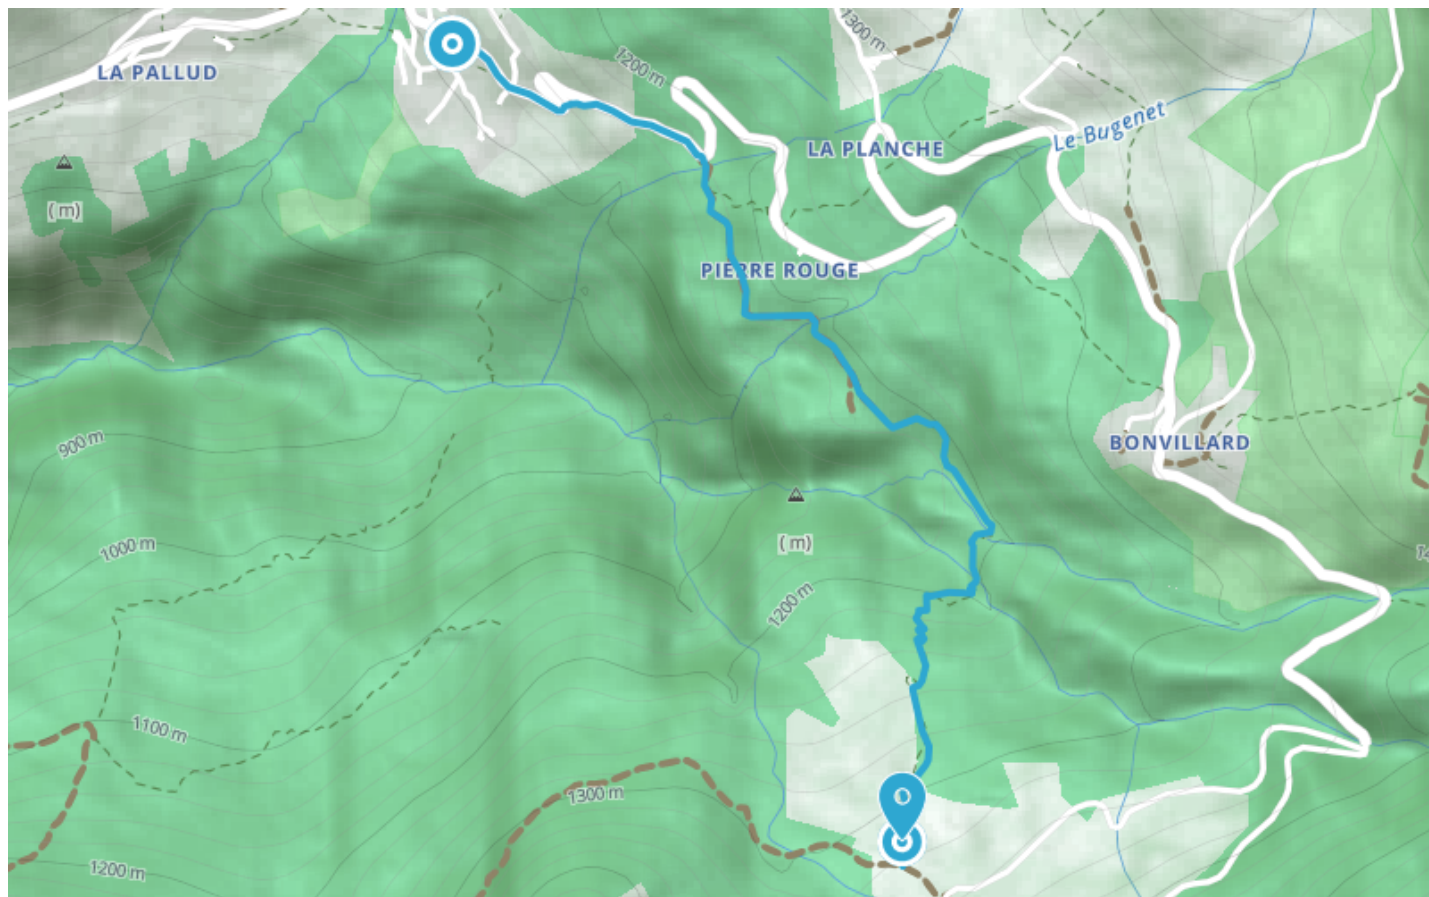 1300 m
1200 m
LA PALLUD
Le Bugenet
LA PLANCHE
( m)
PIERRE ROUGE
900 m
BONVILLARD
1000 m
( m)
1200 m
1100 m
1300 m
1200 m